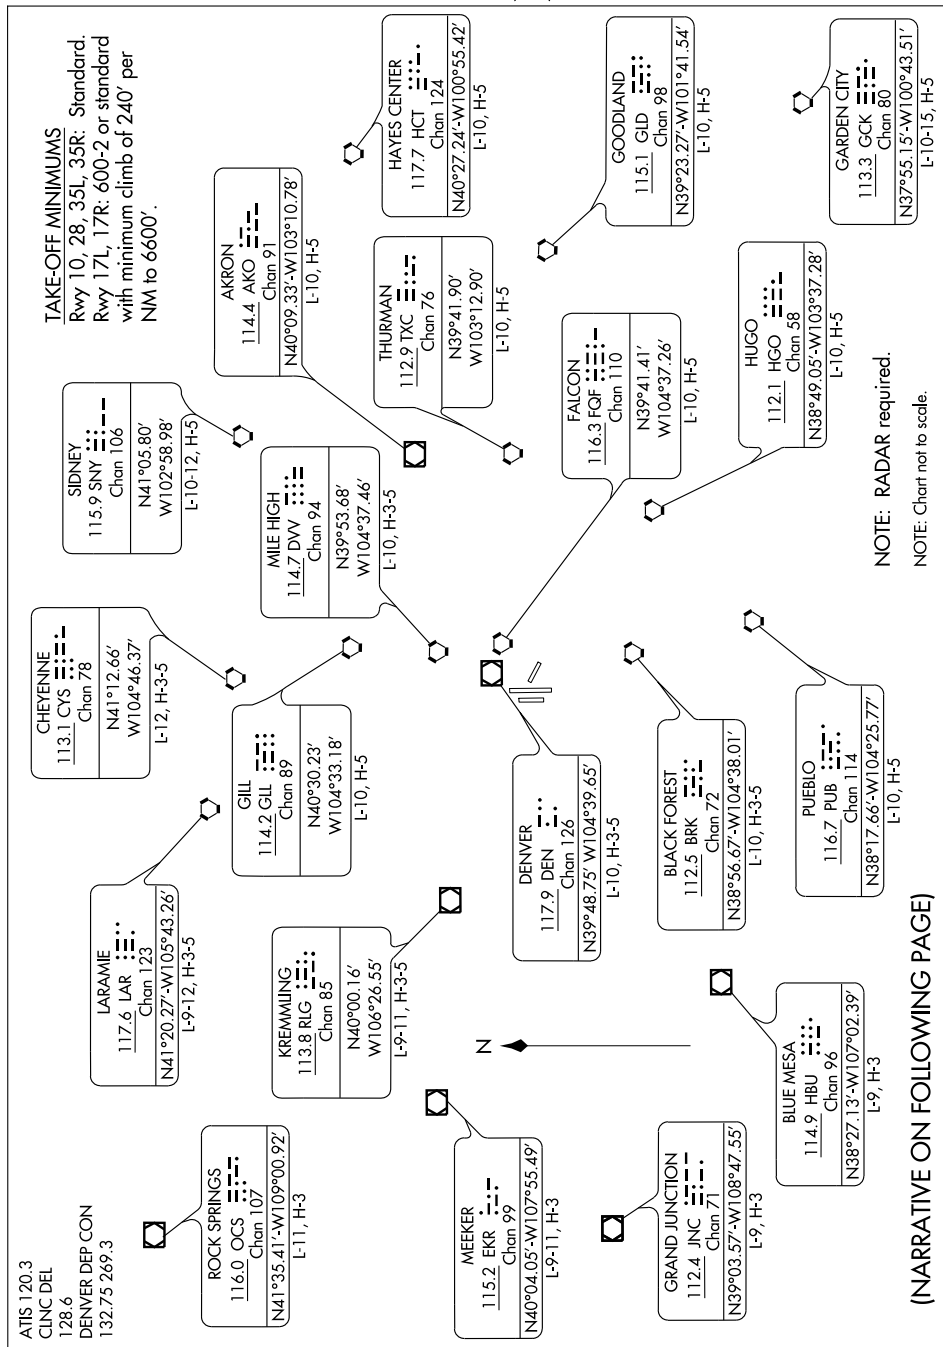 ATIS 120.3
CLNC DEL
128.6
DENVER DEP CON
132.75 269.3
TAKE-OFF MINIMUMS
Rwy 10, 28, 35L, 35R: Standard.
Rwy 17L, 17R: 600-2 or standard
with minimum climb of 240' per
NM to 6600'.
ROCK SPRINGS
116.0 OCS
Chan 107
N41°35.41'-W109°00.92'
L-11, H-3
LARAMIE
117.6 LAR
Chan 123
N41°20.27'-W105°43.26'
L-9-12, H-3-5
CHEYENNE
113.1 CYS
Chan 78
N41°12.66'
W104°46.37'
L-12, H-3-5
SIDNEY
115.9 SNY
Chan 106
N41°05.80'
W102°58.98'
L-10-12, H-5
AKRON
114.4 AKO
Chan 91
N40°09.33'-W103°10.78'
L-10, H-5
HAYES CENTER
117.7 HCT
Chan 124
N40°27.24'-W100°55.42'
L-10, H-5
GILL
114.2 GLL
Chan 89
N40°30.23'
W104°33.18'
L-10, H-5
MILE HIGH
114.7 DVV
Chan 94
N39°53.68'
W104°37.46'
L-10, H-3-5
KREMMLING
113.8 RLG
Chan 85
N40°00.16'
W106°26.55'
L-9-11, H-3-5
THURMAN
112.9 TXC
Chan 76
N39°41.90'
W103°12.90'
L-10, H-5
MEEKER
115.2 EKR
Chan 99
N40°04.05'-W107°55.49'
L-9-11, H-3
N
DENVER
117.9 DEN
Chan 126
N39°48.75' W104°39.65'
L-10, H-3-5
FALCON
116.3 FQF
Chan 110
N39°41.41'
W104°37.26'
L-10, H-5
GOODLAND
115.1 GLD
Chan 98
N39°23.27'-W101°41.54'
L-10, H-5
GRAND JUNCTION
112.4 JNC
Chan 71
N39°03.57'-W108°47.55'
L-9, H-3
BLACK FOREST
112.5 BRK
Chan 72
N38°56.67'-W104°38.01'
L-10, H-3-5
HUGO
112.1 HGO
Chan 58
N38°49.05'-W103°37.28'
L-10, H-5
GARDEN CITY
113.3 GCK
Chan 80
N37°55.15'-W100°43.51'
L-10-15, H-5
BLUE MESA
114.9 HBU
Chan 96
N38°27.13'-W107°02.39'
L-9, H-3
PUEBLO
116.7 PUB
Chan 114
N38°17.66'-W104°25.77'
L-10, H-5
NOTE: RADAR required.
NOTE: Chart not to scale.
(NARRATIVE ON FOLLOWING PAGE)